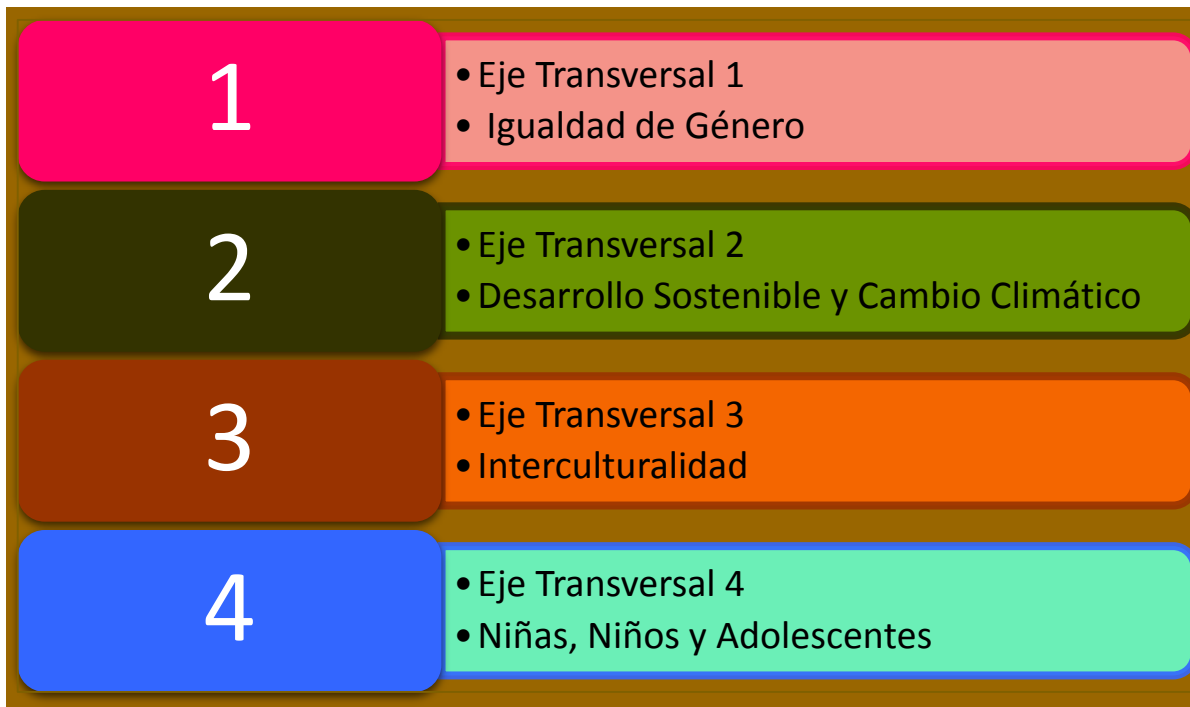 1
• Eje Transversal 1
• Igualdad de Género
2
• Eje Transversal 2
• Desarrollo Sostenible y Cambio Climático
3
• Eje Transversal 3
• Interculturalidad
4
• Eje Transversal 4
• Niñas, Niños y Adolescentes